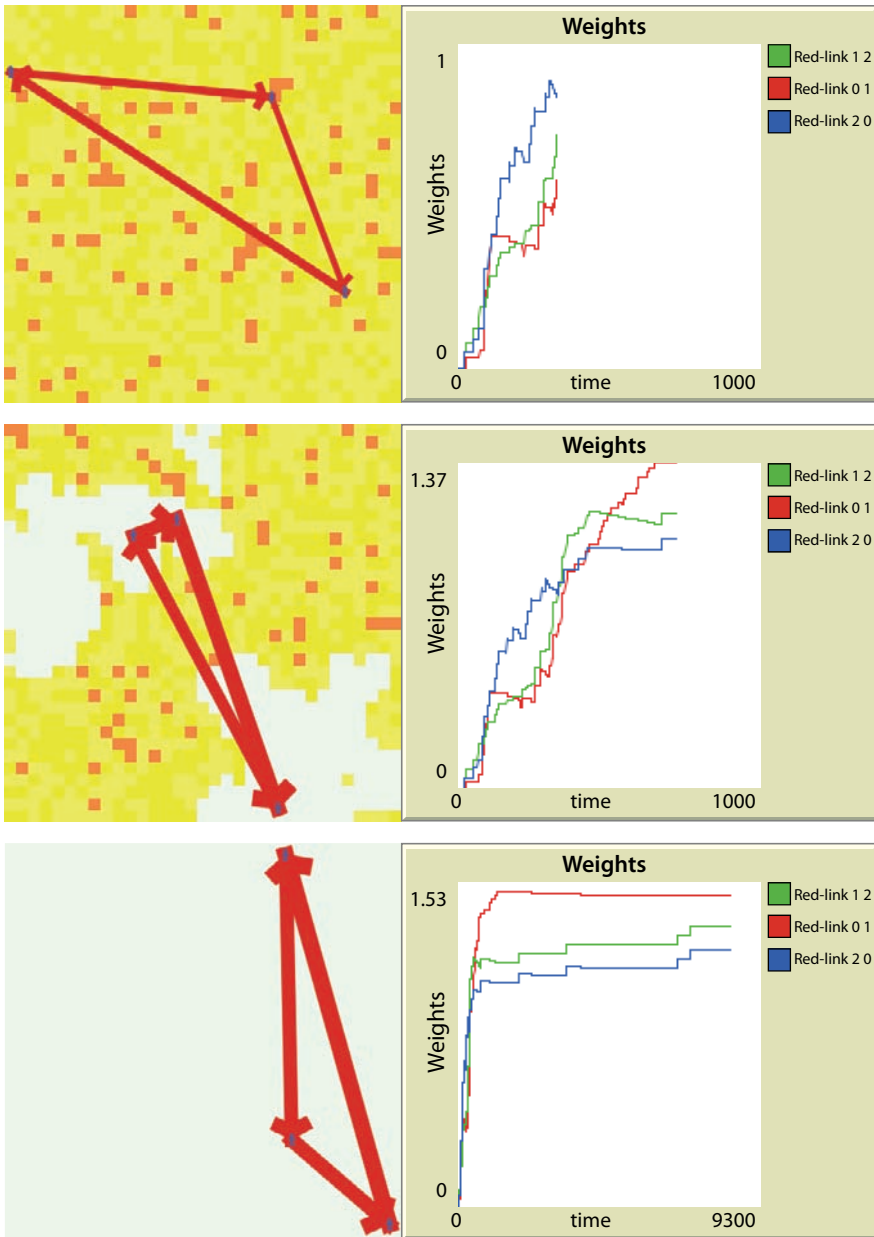 Weights
1
Weights
0
0 time 1000
Red-link 1 2
Red-link 0 1
Red-link 2 0
Weights
1.37
Weights
0
0 time 1000
Red-link 1 2
Red-link 0 1
Red-link 2 0
Weights
1.53
Weights
0
0 time 9300
Red-link 1 2
Red-link 0 1
Red-link 2 0